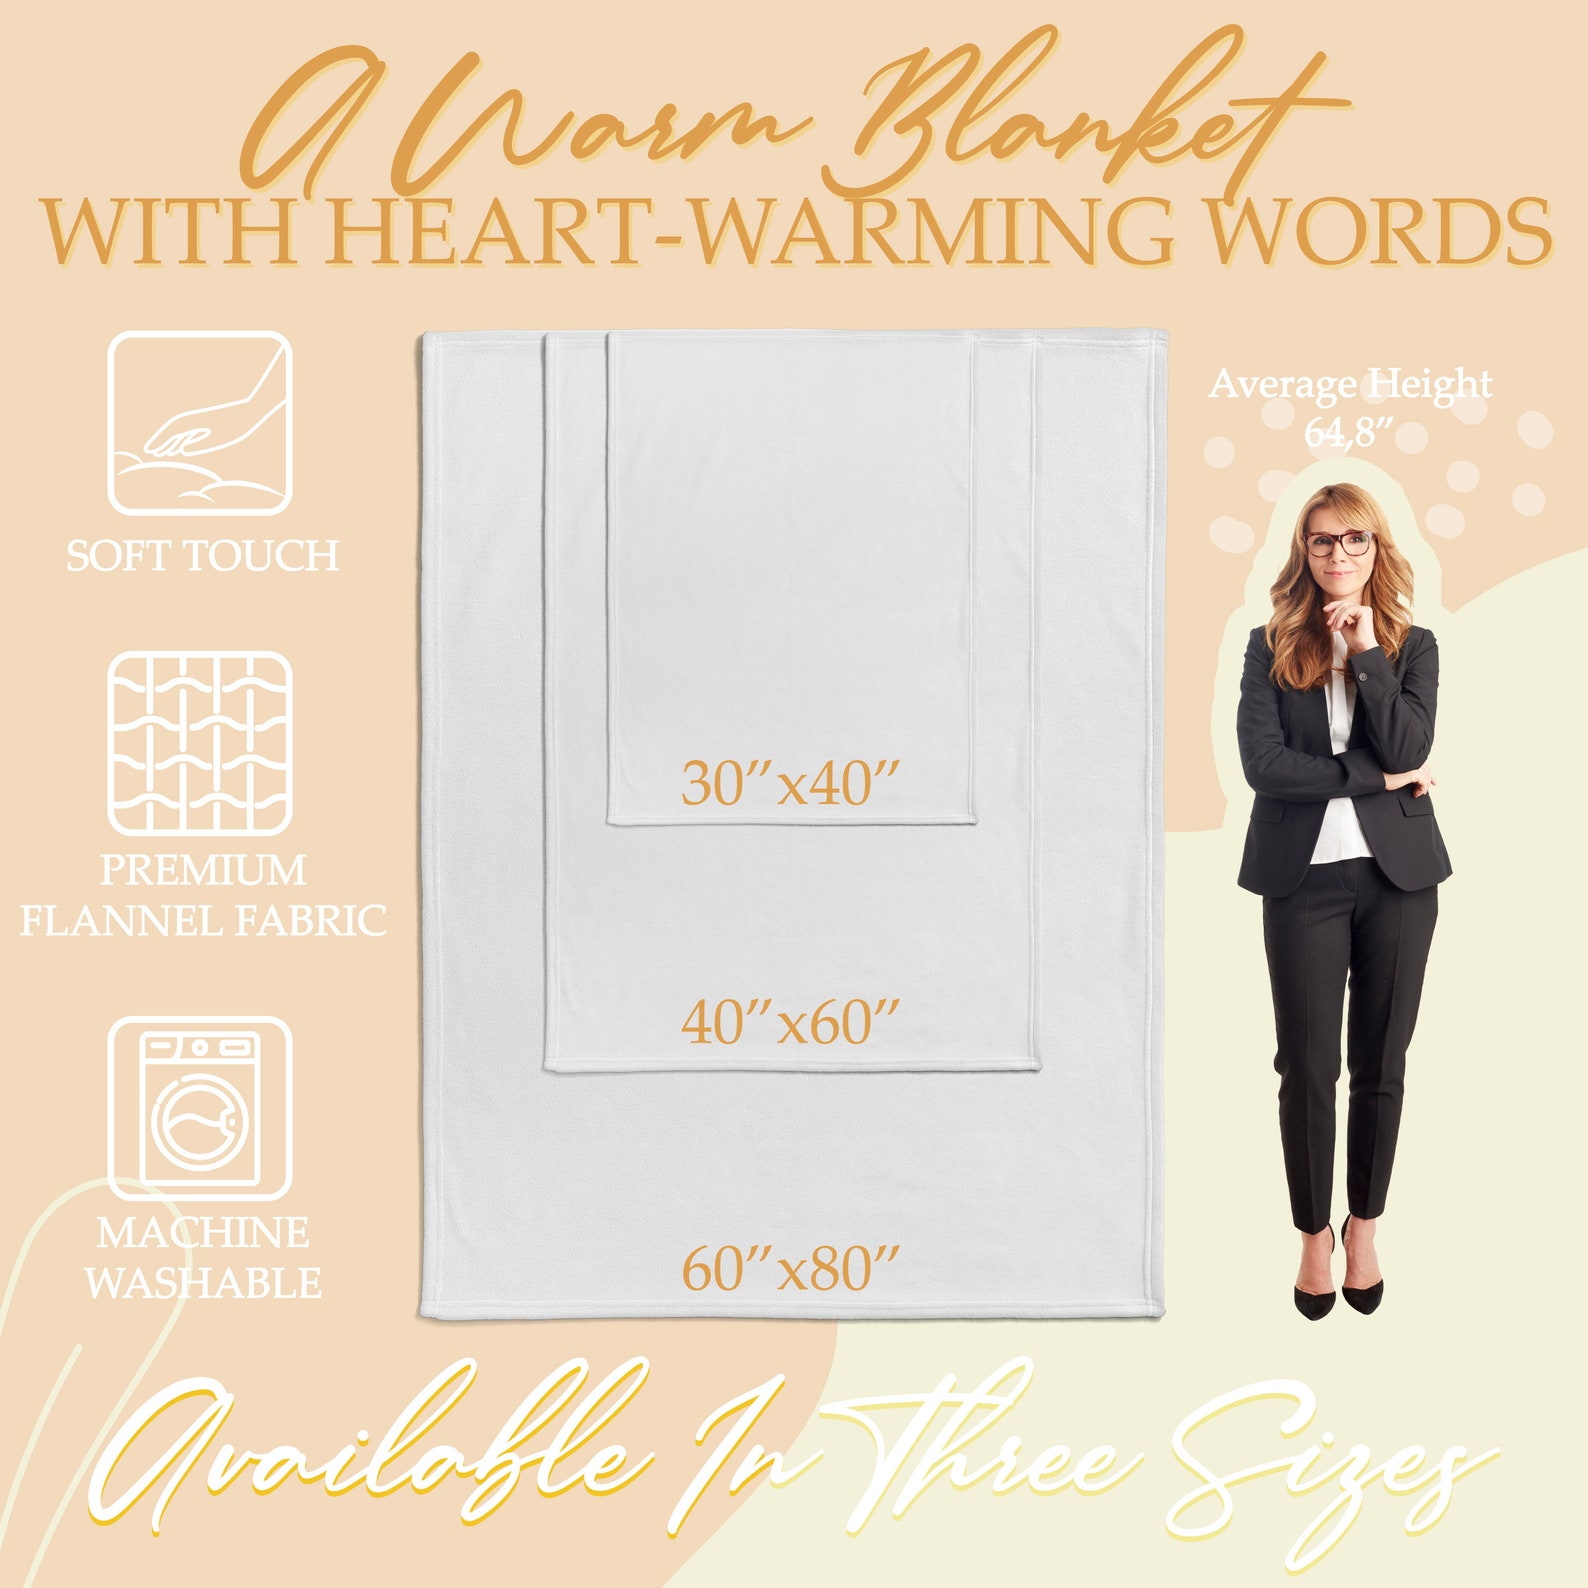 A Warm Blanket
WITH HEART-WARMING WORDS
Average Height
64,8″
SOFT TOUCH
PREMIUM
FLANNEL FABRIC
MACHINE
WASHABLE
30″x40″
40″x60″
60″x80″
Available In Three Sizes